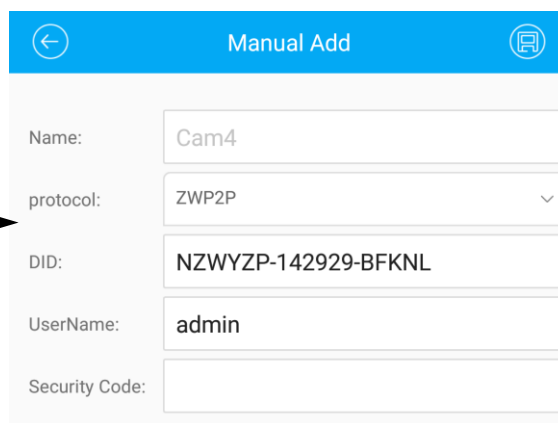 Manual Add
Name: Cam4
protocol: ZWP2P
DID: NZWYZP-142929-BFKNL
UserName: admin
Security Code: